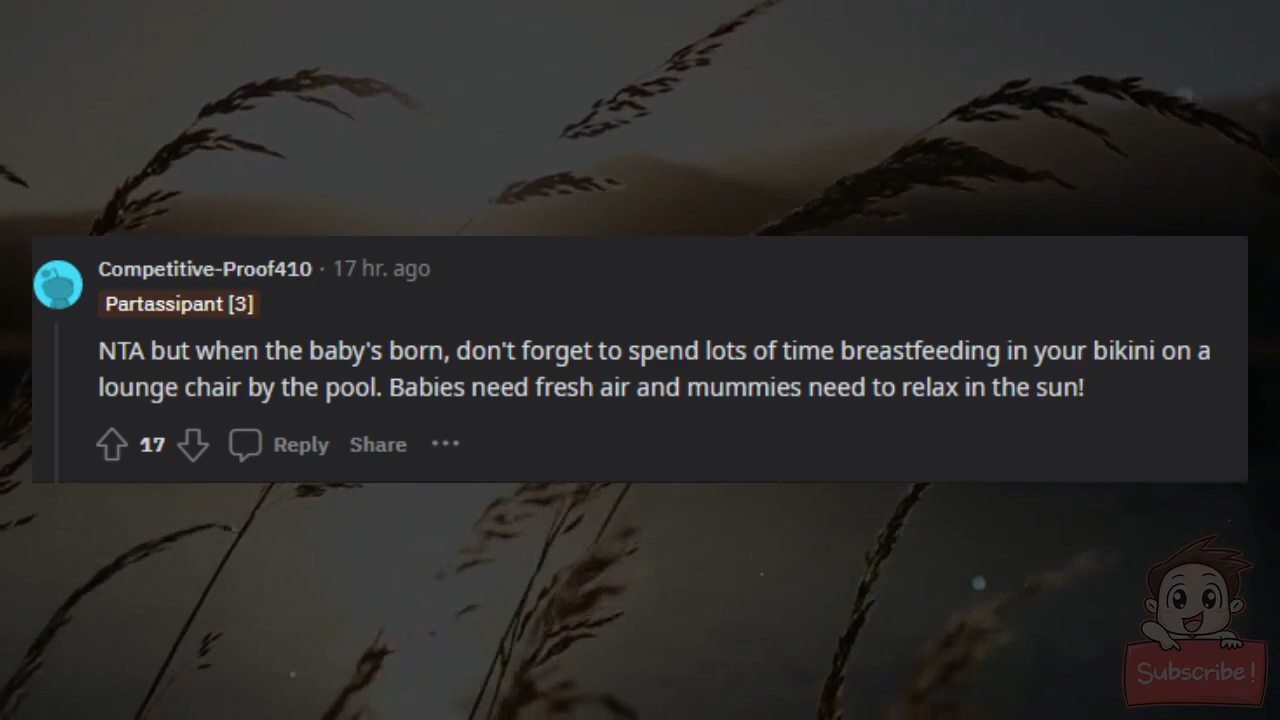 Competitive-Proof410 · 17 hr. ago
Partassipant [3]
NTA but when the baby's born, don't forget to spend lots of time breastfeeding in your bikini on a
lounge chair by the pool. Babies need fresh air and mummies need to relax in the sun!
17 Reply Share ···
Subscribe!